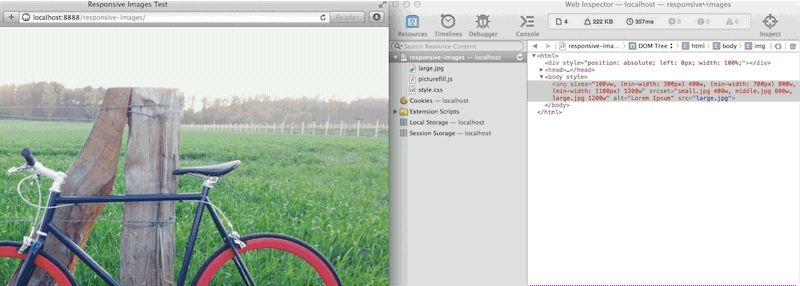 Responsive Images Test
localhost:8888/responsive-images/
Reader
Web Inspector — localhost — responsive-images
Resources
Timelines
Debugger
Console
4
222 KB
357ms
0
0
0
Inspect
Search Resource Content
responsive-ima...
DOM Tree
html
body
img
responsive-images — localhost
large.jpg
picturefill.js
style.css
Cookies — localhost
Extension Scripts
Local Storage — localhost
Session Storage — localhost
<html>
<div style="position: absolute; left: 0px; width: 100%;"></div>
<head>…</head>
<body style>
<img sizes="100vw, (min-width: 300px) 400w, (min-width: 700px) 800w,
(min-width: 1100px) 1200w" srcset="small.jpg 400w, middle.jpg 800w,
large.jpg 1200w" alt="Lorem Ipsum" src="large.jpg">
</body>
</html>